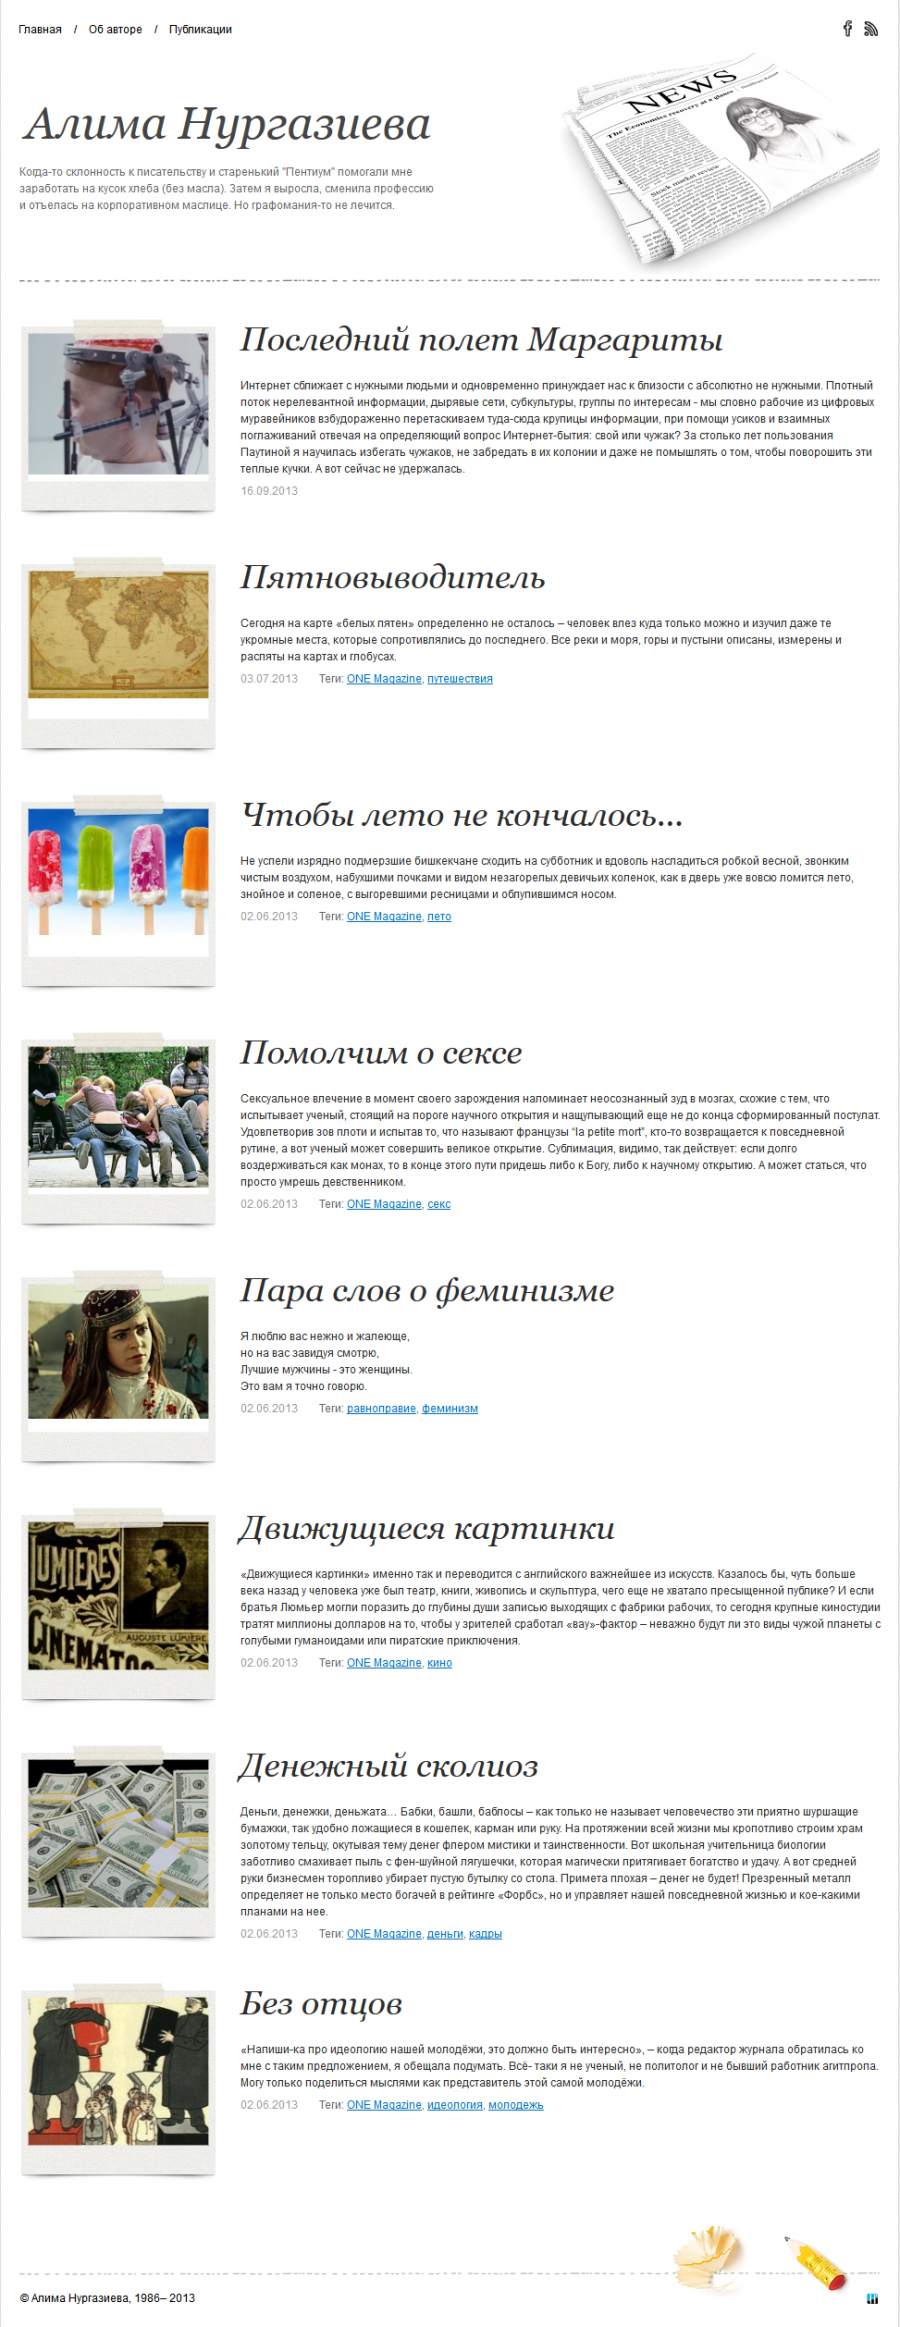 Главная / Об авторе / Публикации
Алима Нургазиева
NEWS
The Economics recovery at a glance
Stock market review
Когда-то склонность к писательству и старенький "Пентиум" помогали мне
заработать на кусок хлеба (без масла). Затем я выросла, сменила профессию
и отъелась на корпоративном маслице. Но графомания-то не лечится.
Последний полет Маргариты
Интернет сближает с нужными людьми и одновременно принуждает нас к близости с абсолютно не нужными. Плотный
поток нерелевантной информации, дырявые сети, субкультуры, группы по интересам - мы словно рабочие из цифровых
муравейников взбудораженно перетаскиваем туда-сюда крупицы информации, при помощи усиков и взаимных
поглаживаний отвечая на определяющий вопрос Интернет-бытия: свой или чужак? За столько лет пользования
Паутиной я научилась избегать чужаков, не забредать в их колонии и даже не помышлять о том, чтобы поворошить эти
теплые кучки. А вот сейчас не удержалась.
16.09.2013
Пятновыводитель
Сегодня на карте «белых пятен» определенно не осталось – человек влез куда только можно и изучил даже те
укромные места, которые сопротивлялись до последнего. Все реки и моря, горы и пустыни описаны, измерены и
распяты на картах и глобусах.
03.07.2013 Теги: ONE Magazine, путешествия
Чтобы лето не кончалось...
Не успели изрядно подмерзшие бишкекчане сходить на субботник и вдоволь насладиться робкой весной, звонким
чистым воздухом, набухшими почками и видом незагорелых девичьих коленок, как в дверь уже вовсю ломится лето,
знойное и соленое, с выгоревшими ресницами и облупившимся носом.
02.06.2013 Теги: ONE Magazine, лето
Помолчим о сексе
Сексуальное влечение в момент своего зарождения напоминает неосознанный зуд в мозгах, схожие с тем, что
испытывает ученый, стоящий на пороге научного открытия и нащупывающий еще не до конца сформированный постулат.
Удовлетворив зов плоти и испытав то, что называют французы “la petite mort”, кто-то возвращается к повседневной
рутине, а вот ученый может совершить великое открытие. Сублимация, видимо, так действует: если долго
воздерживаться как монах, то в конце этого пути придешь либо к Богу, либо к научному открытию. А может статься, что
просто умрешь девственником.
02.06.2013 Теги: ONE Magazine, секс
Пара слов о феминизме
Я люблю вас нежно и жалеюще,
но на вас завидуя смотрю,
Лучшие мужчины - это женщины.
Это вам я точно говорю.
02.06.2013 Теги: равноправие, феминизм
LUMIÈRES
CINEMATOG
AUGUSTE LUMIÈRE
Движущиеся картинки
«Движущиеся картинки» именно так и переводится с английского важнейшее из искусств. Казалось бы, чуть больше
века назад у человека уже был театр, книги, живопись и скульптура, чего еще не хватало пресыщенной публике? И если
братья Люмьер могли поразить до глубины души записью выходящих с фабрики рабочих, то сегодня крупные киностудии
тратят миллионы долларов на то, чтобы у зрителей сработал «вау»-фактор – неважно будут ли это виды чужой планеты с
голубыми гуманоидами или пиратские приключения.
02.06.2013 Теги: ONE Magazine, кино
Денежный сколиоз
Деньги, денежки, деньжата… Бабки, башли, баблосы – как только не называет человечество эти приятно шуршащие
бумажки, так удобно ложащиеся в кошелек, карман или руку. На протяжении всей жизни мы кропотливо строим храм
золотому тельцу, окутывая тему денег флером мистики и таинственности. Вот школьная учительница биологии
заботливо смахивает пыль с фен-шуйной лягушечки, которая магически притягивает богатство и удачу. А вот средней
руки бизнесмен торопливо убирает пустую бутылку со стола. Примета плохая – денег не будет! Презренный металл
определяет не только место богачей в рейтинге «Форбс», но и управляет нашей повседневной жизнью и кое-какими
планами на нее.
02.06.2013 Теги: ONE Magazine, деньги, кадры
Без отцов
«Напиши-ка про идеологию нашей молодёжи, это должно быть интересно», – когда редактор журнала обратилась ко
мне с таким предложением, я обещала подумать. Всё- таки я не ученый, не политолог и не бывший работник агитпропа.
Могу только поделиться мыслями как представитель этой самой молодёжи.
02.06.2013 Теги: ONE Magazine, идеология, молодежь
© Алима Нургазиева, 1986– 2013